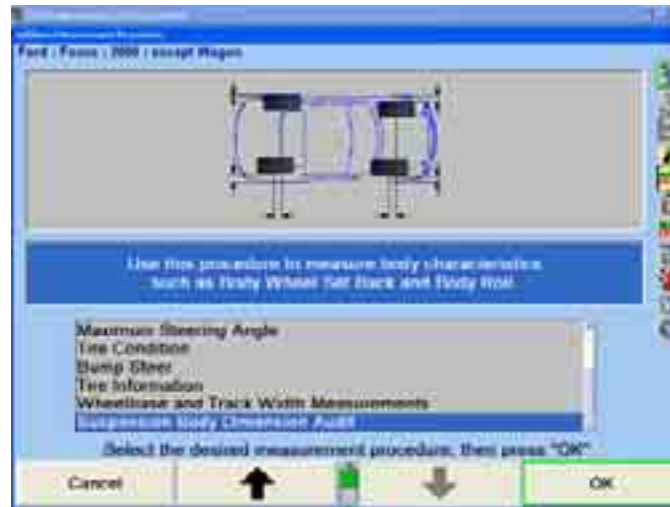 Ford : Focus : 2000 : except Wagon
Use this procedure to measure body characteristics
such as Body Wheel Set Back and Body Roll.
Maximum Steering Angle
Tire Condition
Bump Steer
Tire Information
Wheelbase and Track Width Measurements
Suspension Body Dimension Audit
Select the desired measurement procedure, then press "OK"
Cancel
OK